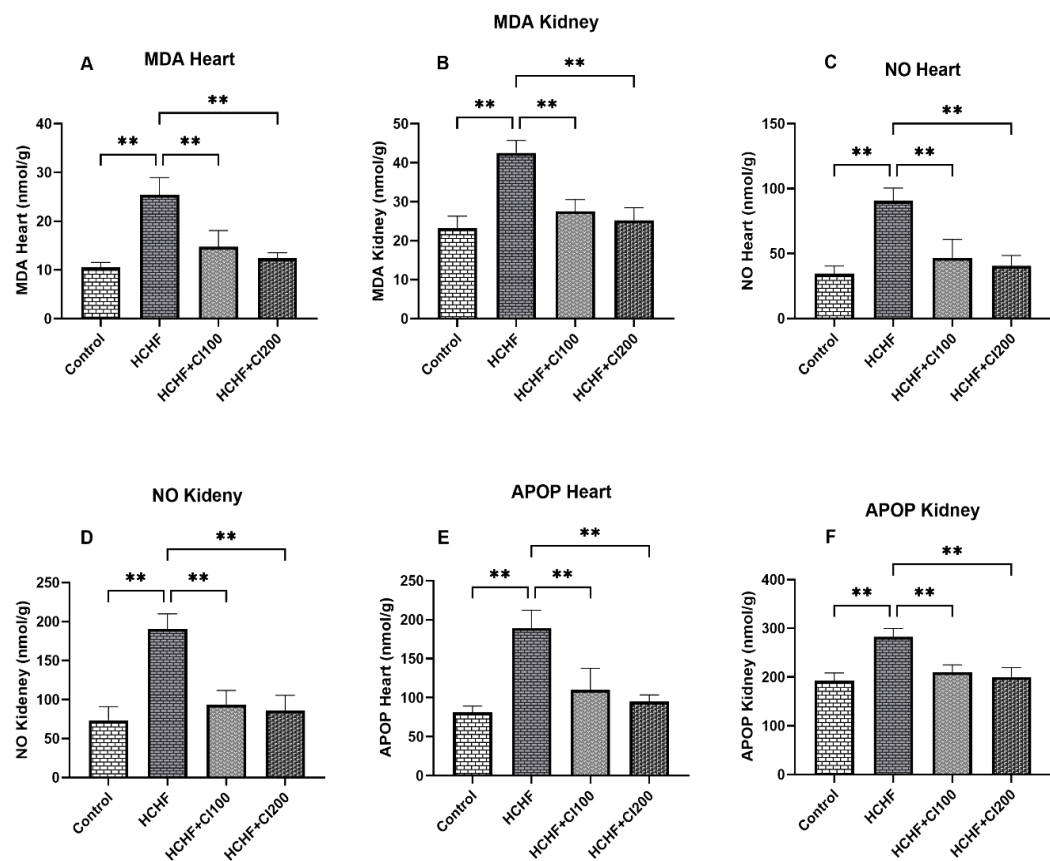 A
MDA Heart
**
**
**
MDA Heart (nmol/g)
40
30
20
10
0
Control
HCHF
HCHF+CI100
HCHF+CI200
MDA Kidney
B
**
**
**
MDA Kidney (nmol/g)
50
40
30
20
10
0
Control
HCHF
HCHF+CI100
HCHF+CI200
C
NO Heart
**
**
**
NO Heart (nmol/g)
150
100
50
0
Control
HCHF
HCHF+CI100
HCHF+CI200
NO Kideny
D
**
**
**
NO Kideney (nmol/g)
250
200
150
100
50
0
Control
HCHF
HCHF+CI100
HCHF+CI200
APOP Heart
E
**
**
**
APOP Heart (nmol/g)
250
200
150
100
50
0
Control
HCHF
HCHF+CI100
HCHF+CI200
APOP Kidney
F
**
**
**
APOP Kidney (nmol/g)
400
300
200
100
0
Control
HCHF
HCHF+CI100
HCHF+CI200